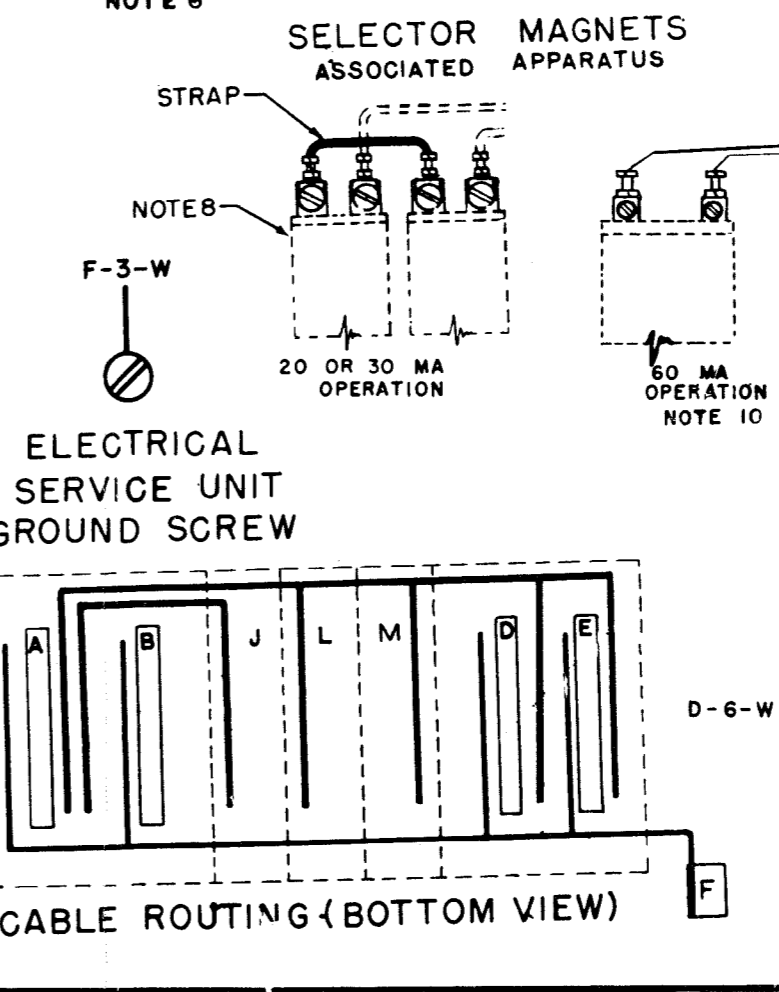 NOTE 6
SELECTOR MAGNETS
ASSOCIATED APPARATUS
STRAP
NOTE 8
F-3-W
20 OR 30 MA
OPERATION
60 MA
OPERATION
NOTE 10
ELECTRICAL
SERVICE UNIT
GROUND SCREW
A
B
J
L
M
D
E
D-6-W
F
CABLE ROUTING (BOTTOM VIEW)